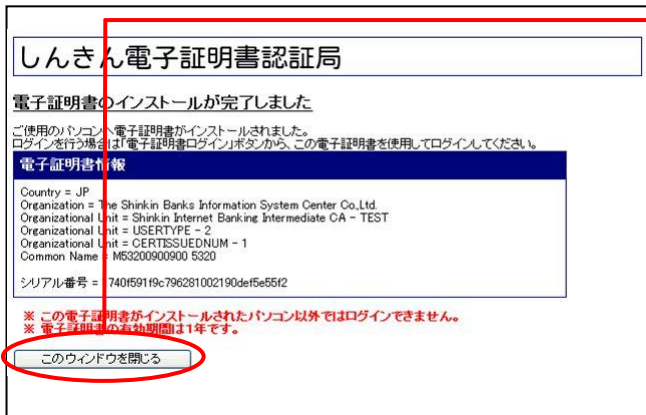 しんきん電子証明書認証局
電子証明書のインストールが完了しました
ご使用のパソコンへ電子証明書がインストールされました。
ログインを行う場合は「電子証明書ログイン」ボタンから、この電子証明書を使用してログインしてください。
電子証明書情報
Country = JP
Organization = The Shinkin Banks Information System Center Co.,Ltd.
Organizational Unit = Shinkin Internet Banking Intermediate CA - TEST
Organizational Unit = USERTYPE - 2
Organizational Unit = CERTISSUEDNUM - 1
Common Name = M53200900900 5320
シリアル番号 = 740f591f9c796281002190def5e55f2
※ この電子証明書がインストールされたパソコン以外ではログインできません。
※ 電子証明書の有効期間は1年です。
このウィンドウを閉じる